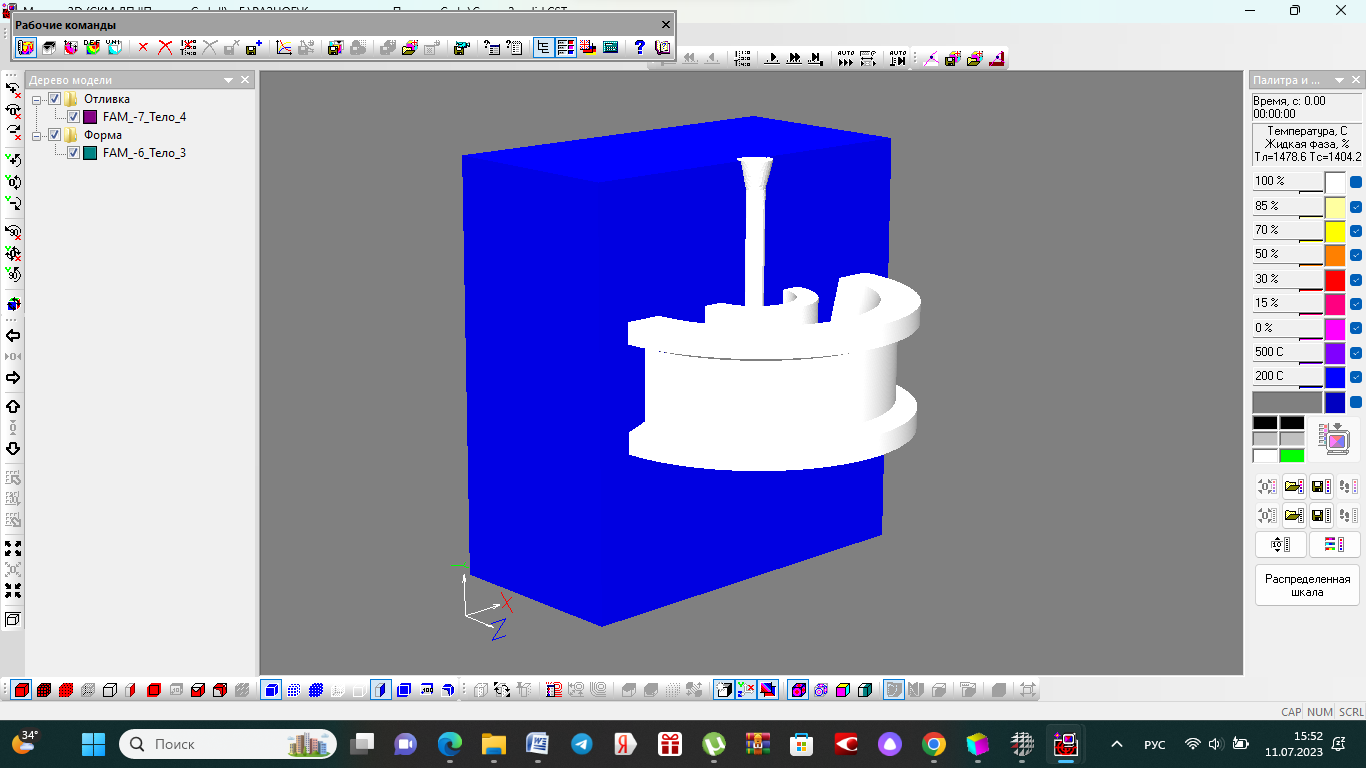 Рабочие команды
AUTO
AUTO
Дерево модели
Отливка
FAM_-7_Тело_4
Форма
FAM_-6_Тело_3
X
Z
Палитра и ...
Время, с: 0.00
00:00:00
Температура, С
Жидкая фаза, %
Тл=1478.6 Тс=1404.2
100 %
85 %
70 %
50 %
30 %
15 %
0 %
500 C
200 C
Распределенная
шкала
CAP NUM SCRL
34°
Поиск
РУС
15:52
11.07.2023